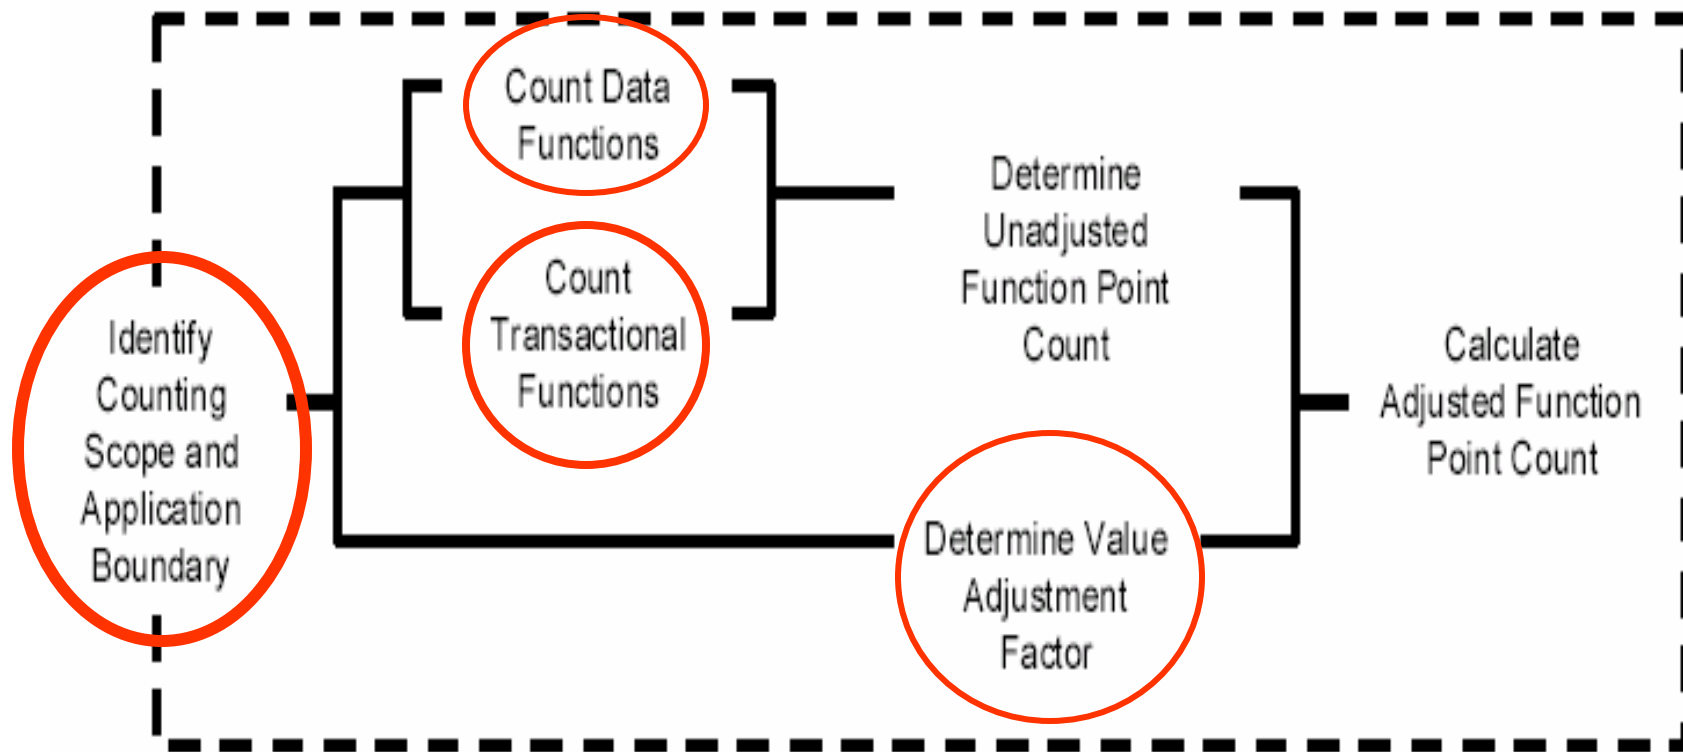 Identify
Counting
Scope and
Application
Boundary
Count Data
Functions
Count
Transactional
Functions
Determine
Unadjusted
Function Point
Count
Determine Value
Adjustment
Factor
Calculate
Adjusted Function
Point Count